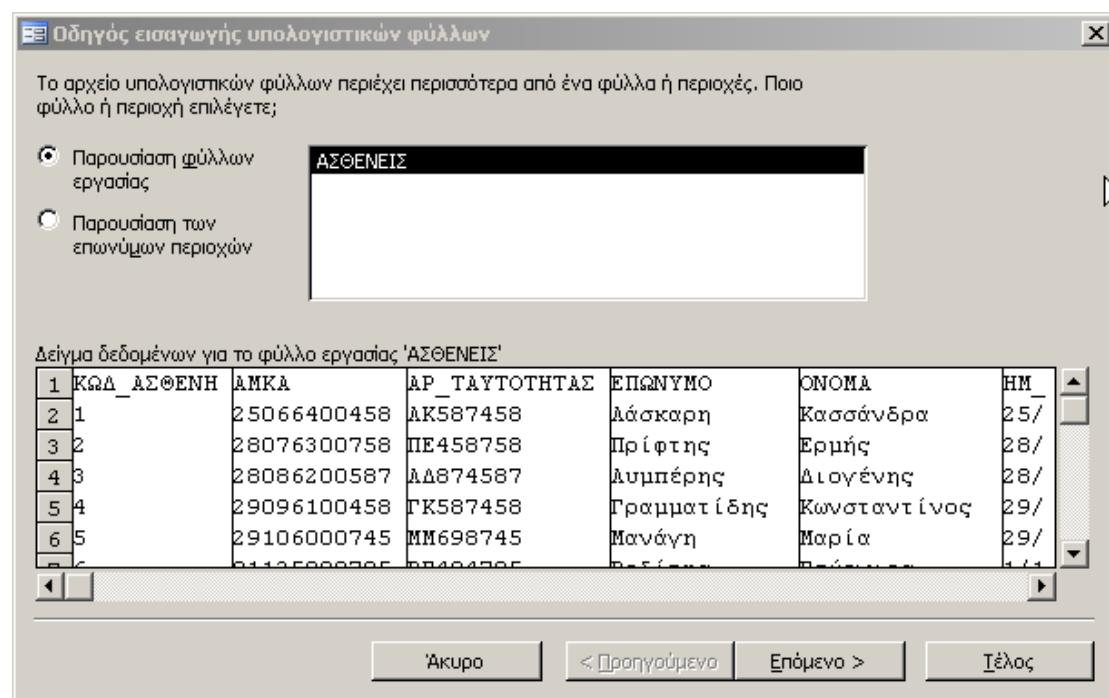 Οδηγός εισαγωγής υπολογιστικών φύλλων
Το αρχείο υπολογιστικών φύλλων περιέχει περισσότερα από ένα φύλλα ή περιοχές. Ποιο
φύλλο ή περιοχή επιλέγετε;
Παρουσίαση φύλλων
εργασίας
ΑΣΘΕΝΕΙΣ
Παρουσίαση των
επωνύμων περιοχών
Δείγμα δεδομένων για το φύλλο εργασίας 'ΑΣΘΕΝΕΙΣ'
1 ΚΩΔ_ΑΣΘΕΝΗ ΑΜΚΑ ΑΡ_ΤΑΥΤΟΤΗΤΑΣ ΕΠΩΝΥΜΟ ΟΝΟΜΑ ΗΜ_
2 1 25066400458 ΛΚ587458 Λάσκαρη Κασσάνδρα 25/
3 2 28076300758 ΠΕ458758 Πρίφτης Ερμής 28/
4 3 28086200587 ΛΔ874587 Λυμπέρης Διογένης 28/
5 4 29096100458 ΓΚ587458 Γραμματίδης Κωνσταντίνος 29/
6 5 29106000745 ΜΜ698745 Μανάγη Μαρία 29/
Άκυρο < Προηγούμενο Επόμενο > Τέλος